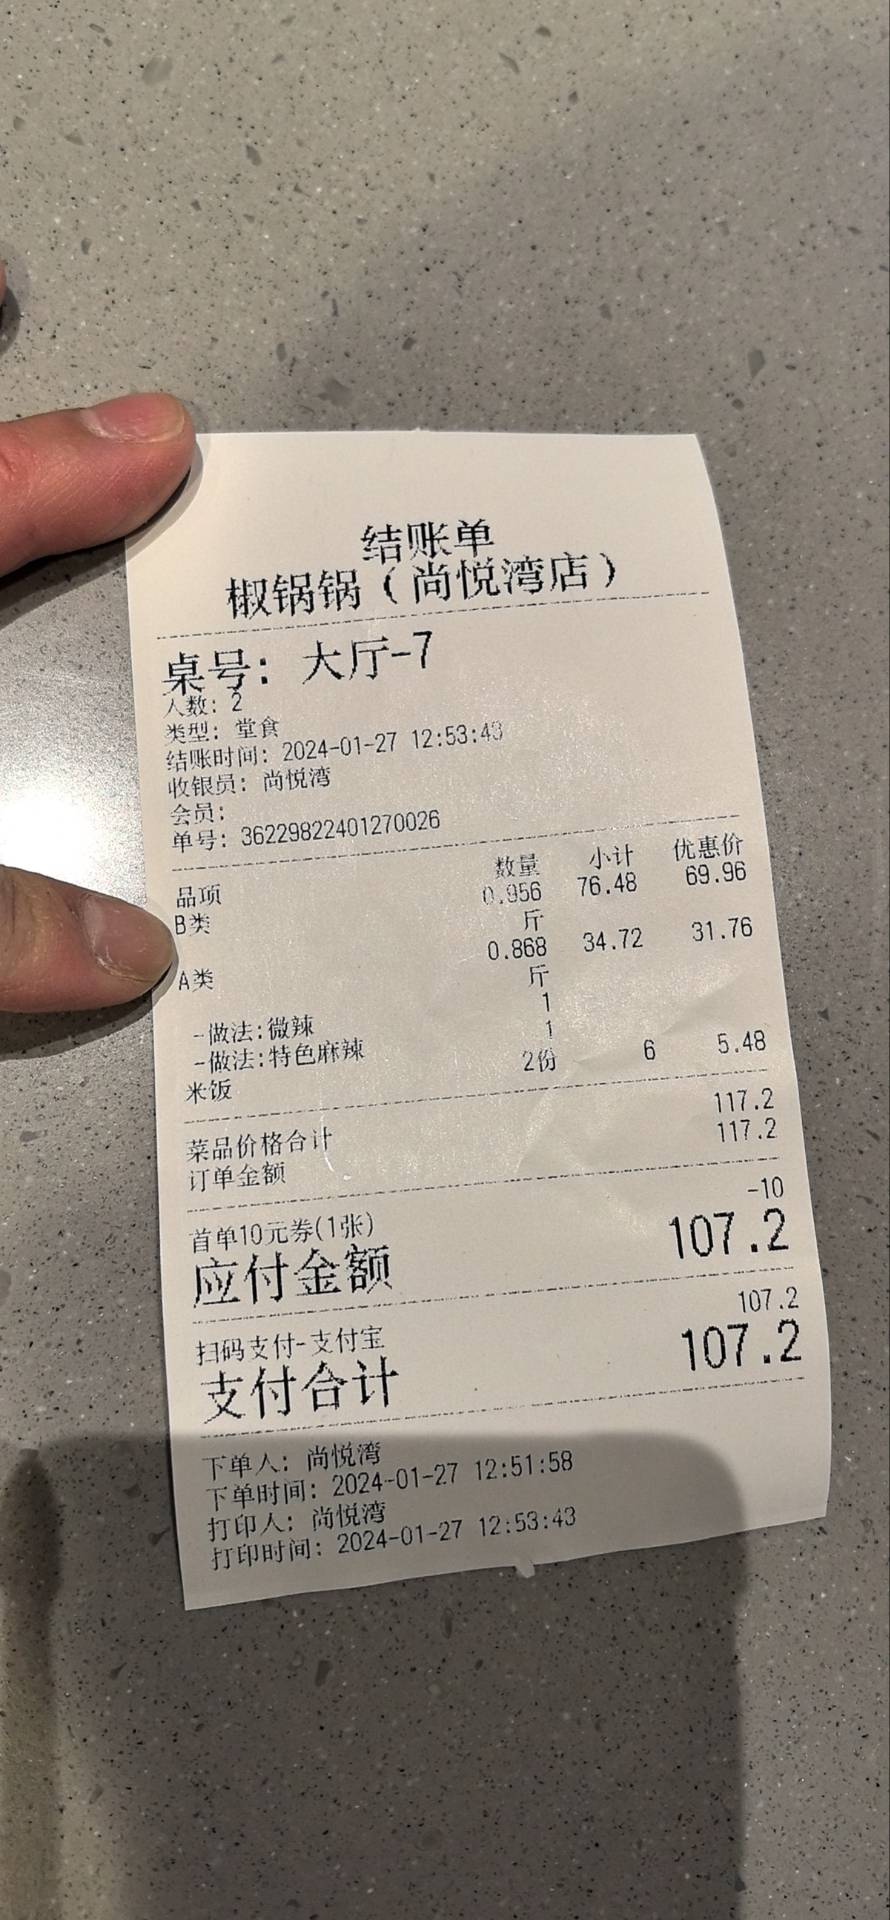 结账单
椒锅锅（尚悦湾店）
桌号：大厅-7
人数：2
类型：堂食
结账时间：2024-01-27 12:53:43
收银员：尚悦湾
会员：
单号：36229822401270026
品项 数量 小计 优惠价
B类 0.956斤 76.48 69.96
A类 0.868斤 34.72 31.76
-做法:微辣 1
-做法:特色麻辣 1
米饭 2份 6 5.48
菜品价格合计 117.2
订单金额 117.2
首单10元券(1张) -10
应付金额 107.2
扫码支付-支付宝 107.2
支付合计 107.2
下单人：尚悦湾
下单时间：2024-01-27 12:51:58
打印人：尚悦湾
打印时间：2024-01-27 12:53:43